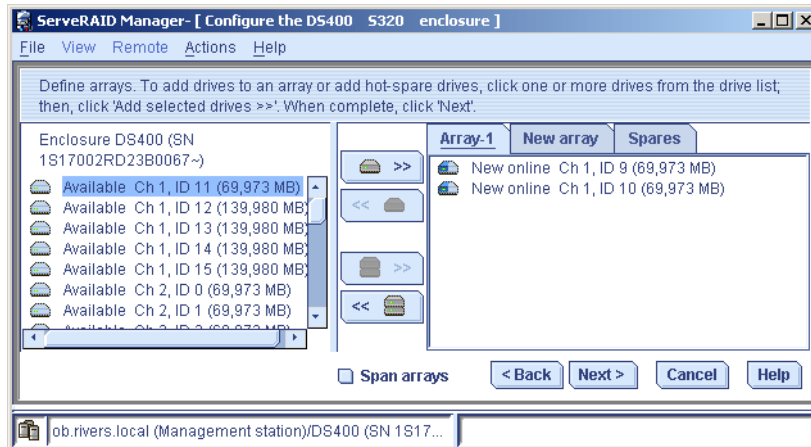 ServeRAID Manager- [ Configure the DS400 5320 enclosure ]
File View Remote Actions Help
Define arrays. To add drives to an array or add hot-spare drives, click one or more drives from the drive list;
then, click 'Add selected drives >>'. When complete, click 'Next'.
Enclosure DS400 (SN
1S17002RD23B0067~)
Available Ch 1, ID 11 (69,973 MB)
Available Ch 1, ID 12 (139,980 MB)
Available Ch 1, ID 13 (139,980 MB)
Available Ch 1, ID 14 (139,980 MB)
Available Ch 1, ID 15 (139,980 MB)
Available Ch 2, ID 0 (69,973 MB)
Available Ch 2, ID 1 (69,973 MB)
>>
<<
>>
<<
Array-1 New array Spares
New online Ch 1, ID 9 (69,973 MB)
New online Ch 1, ID 10 (69,973 MB)
Span arrays
< Back Next > Cancel Help
ob.rivers.local (Management station)/DS400 (SN 1S17...